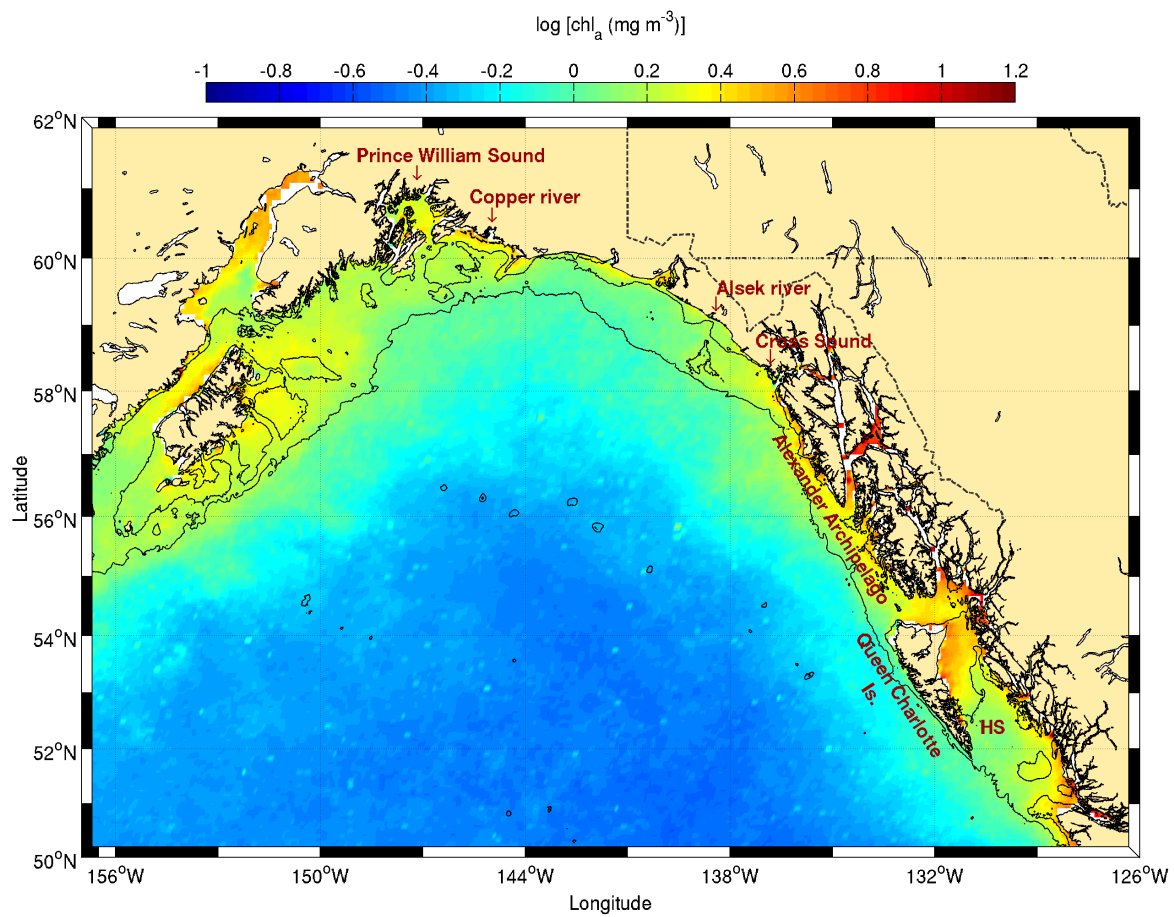 log [chlₐ (mg m⁻³)]
-1 -0.8 -0.6 -0.4 -0.2 0 0.2 0.4 0.6 0.8 1 1.2
62°N
Prince William Sound
Copper river
60°N
Alsek river
Cross Sound
58°N
Alexander Archipelago
Latitude
56°N
54°N
Queen Charlotte
Is.
HS
52°N
50°N
156°W 150°W 144°W 138°W 132°W 126°W
Longitude